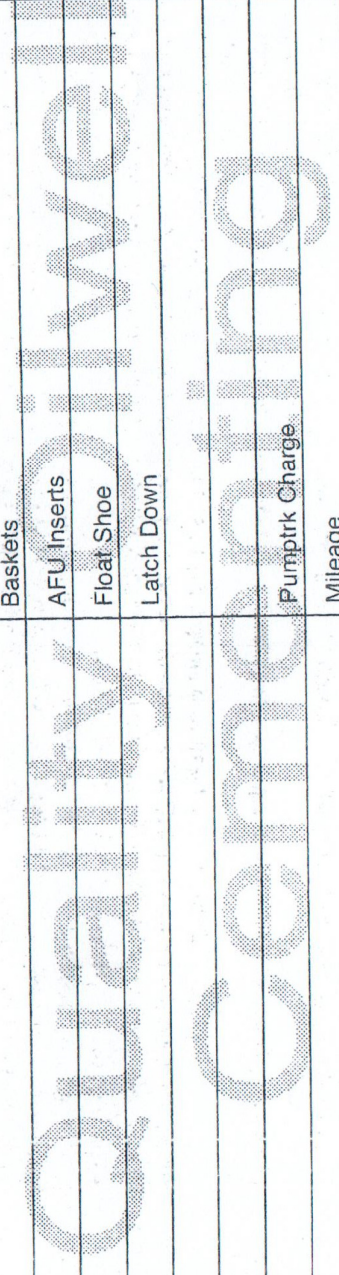 Baskets
AFU Inserts
Float Shoe
Latch Down
Pumptrk Charge
Mileage
Quality Oilwell
Cementing